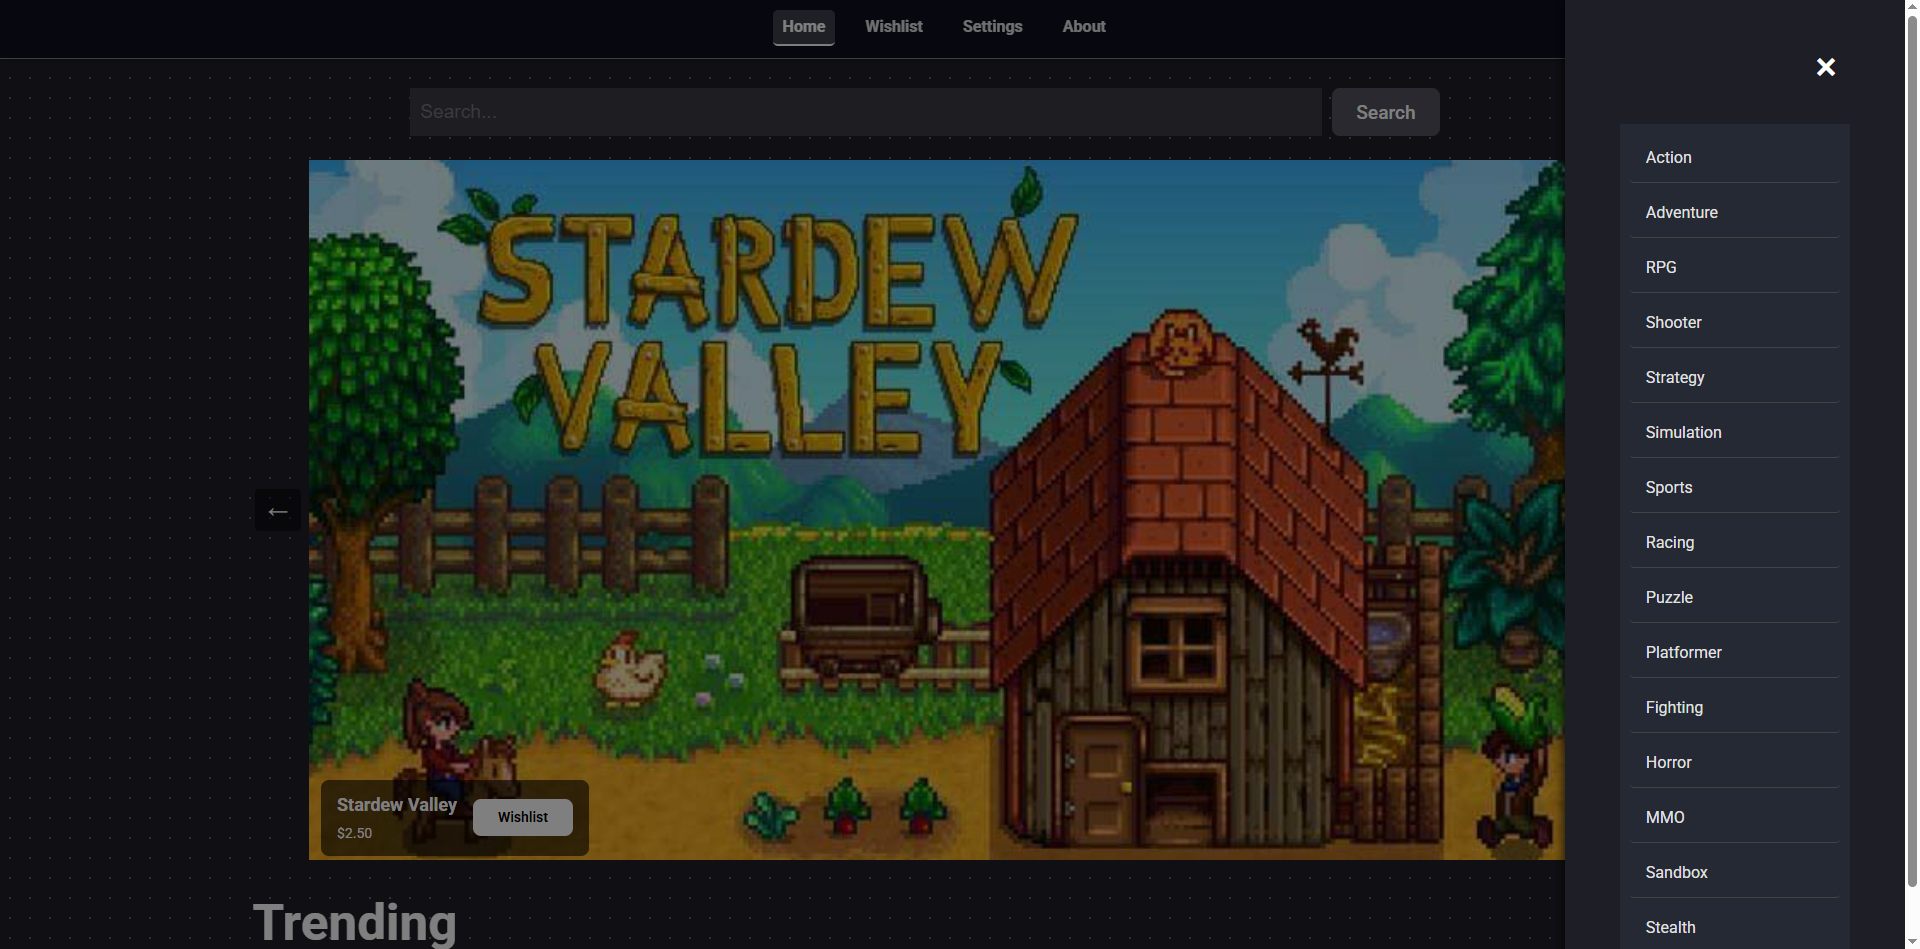 Home Wishlist Settings About
Search... Search
STARDEW
VALLEY
Stardew Valley
$2.50
Wishlist
Trending
Action
Adventure
RPG
Shooter
Strategy
Simulation
Sports
Racing
Puzzle
Platformer
Fighting
Horror
MMO
Sandbox
Stealth